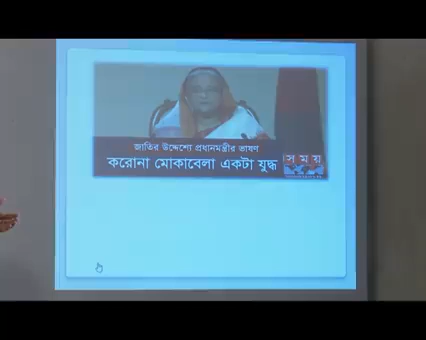 জাতির উদ্দেশ্যে প্রধানমন্ত্রীর ভাষণ
করোনা মোকাবেলা একটা যুদ্ধ
সময়